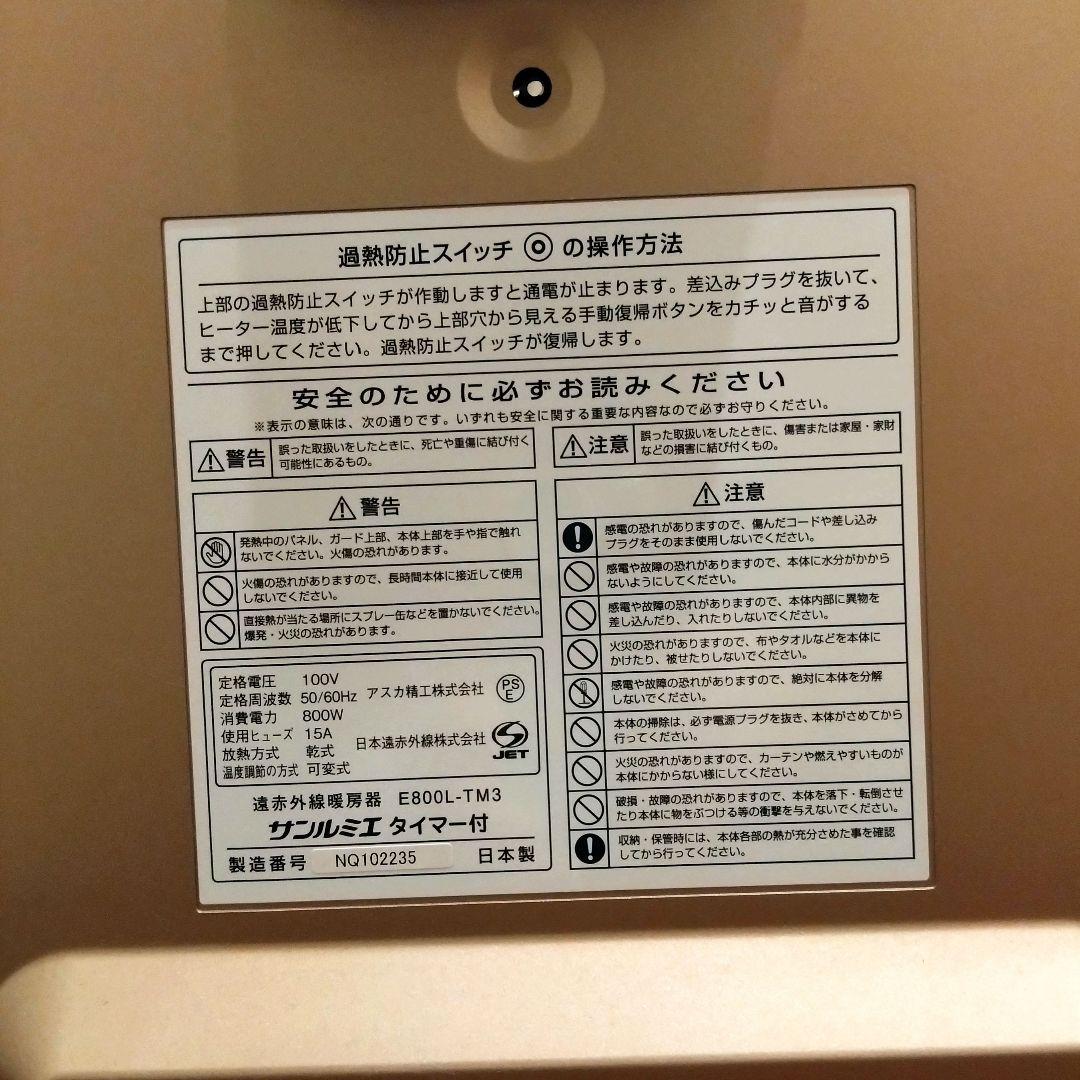 過熱防止スイッチ ◎ の操作方法
上部の過熱防止スイッチが作動しますと通電が止まります。差込みプラグを抜いて、
ヒーター温度が低下してから上部穴から見える手動復帰ボタンをカチッと音がする
まで押してください。過熱防止スイッチが復帰します。
安全のために必ずお読みください
※表示の意味は、次の通りです。いずれも安全に関する重要な内容なので必ずお守りください。
警告
誤った取扱いをしたときに、死亡や重傷に結び付く
可能性にあるもの。
注意
誤った取扱いをしたときに、傷害または家屋・家財
などの損害に結び付くもの。
警告
発熱中のパネル、ガード上部、本体上部を手や指で触れ
ないでください。火傷の恐れがあります。
火傷の恐れがありますので、長時間本体に接近して使用
しないでください。
直接熱が当たる場所にスプレー缶などを置かないでください。
爆発・火災の恐れがあります。
定格電圧 100V
定格周波数 50/60Hz
消費電力 800W
使用ヒューズ 15A
放熱方式 乾式
温度調節の方式 可変式
アスカ精工株式会社
PS
E
日本遠赤外線株式会社
JET
遠赤外線暖房器 E800L-TM3
サンルミエ タイマー付
製造番号 NQ102235 日本製
注意
感電の恐れがありますので、傷んだコードや差し込み
プラグをそのまま使用しないでください。
感電や故障の恐れがありますので、本体に水分がかから
ないようにしてください。
感電や故障の恐れがありますので、本体内部に異物を
差し込んだり、入れたりしないでください。
火災の恐れがありますので、布やタオルなどを本体に
かけたり、被せたりしないでください。
感電や故障の恐れがありますので、絶対に本体を分解
しないでください。
本体の掃除は、必ず電源プラグを抜き、本体がさめてから
行ってください。
火災の恐れがありますので、カーテンや燃えやすいものが
本体にかからない様にしてください。
破損・故障の恐れがありますので、本体を落下・転倒させ
たり本体に物をぶつける等の衝撃を与えないでください。
収納・保管時には、本体各部の熱が充分さめた事を確認
してから行ってください。